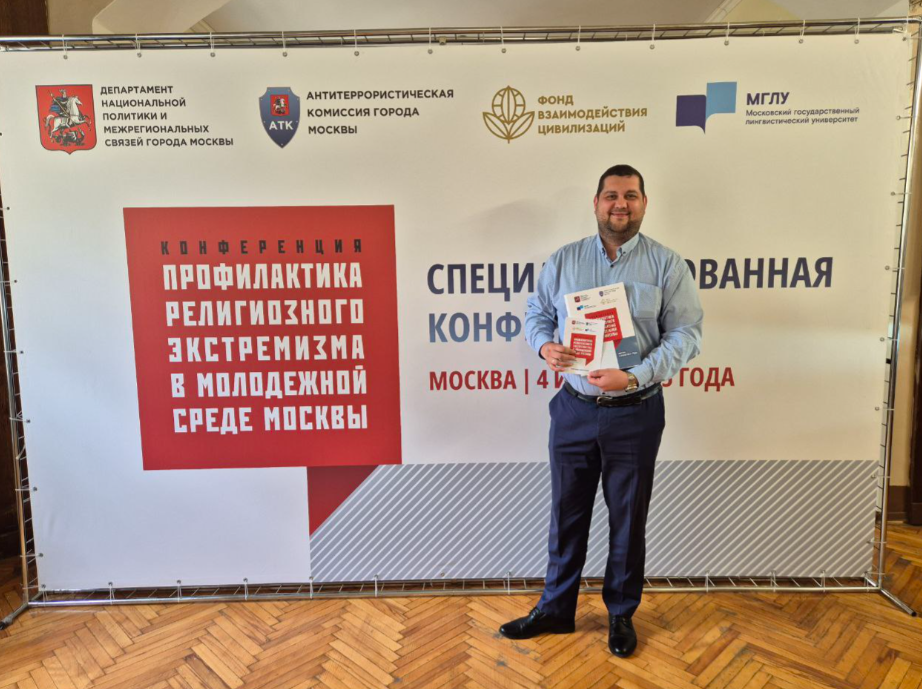 ДЕПАРТАМЕНТ
НАЦИОНАЛЬНОЙ
ПОЛИТИКИ И
МЕЖРЕГИОНАЛЬНЫХ
СВЯЗЕЙ ГОРОДА МОСКВЫ
АТК
АНТИТЕРРОРИСТИЧЕСКАЯ
КОМИССИЯ ГОРОДА
МОСКВЫ
ФОНД
ВЗАИМОДЕЙСТВИЯ
ЦИВИЛИЗАЦИЙ
МГЛУ
Московский государственный
лингвистический университет
КОНФЕРЕНЦИЯ
ПРОФИЛАКТИКА
РЕЛИГИОЗНОГО
ЭКСТРЕМИЗМА
В МОЛОДЕЖНОЙ
СРЕДЕ МОСКВЫ
СПЕЦИ ОВАННАЯ
КОНФ
МОСКВА | 4 И ГОДА